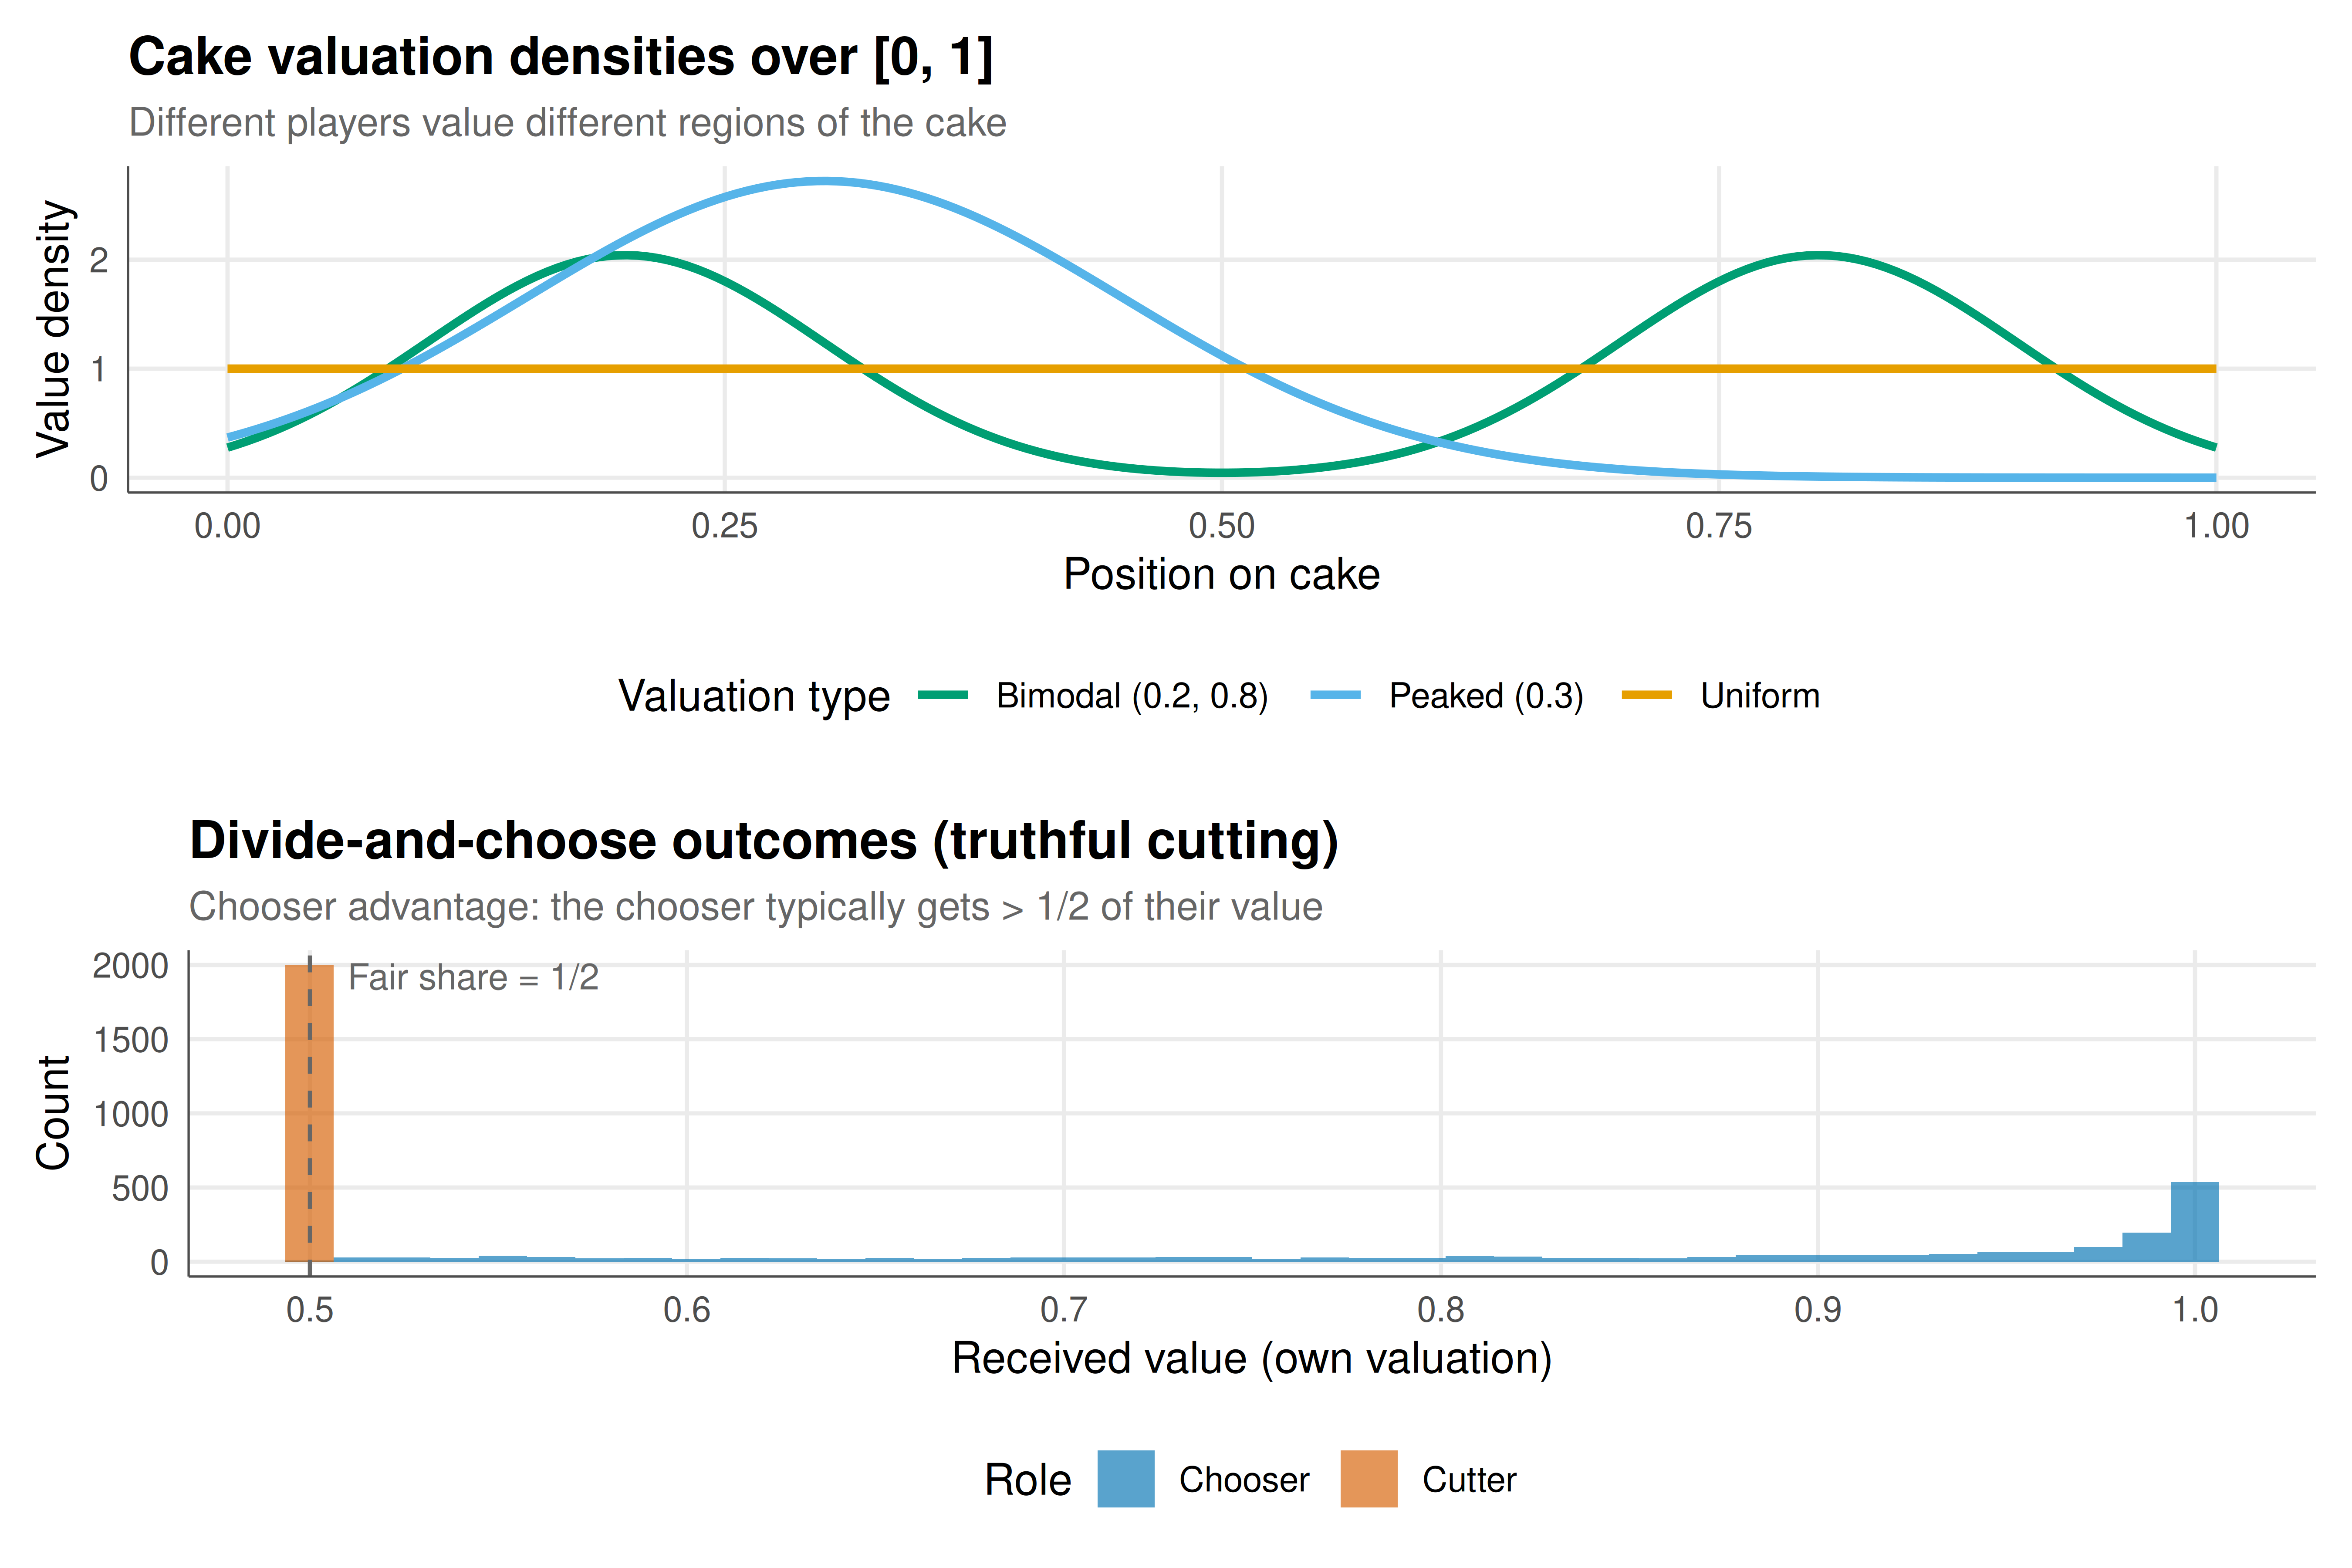 Cake valuation densities over [0, 1]
Different players value different regions of the cake
Value density
2
1
0
0.00 0.25 0.50 0.75 1.00
Position on cake
Valuation type Bimodal (0.2, 0.8) Peaked (0.3) Uniform
Divide-and-choose outcomes (truthful cutting)
Chooser advantage: the chooser typically gets > 1/2 of their value
Count
2000
1500
1000
500
0
Fair share = 1/2
0.5 0.6 0.7 0.8 0.9 1.0
Received value (own valuation)
Role Chooser Cutter